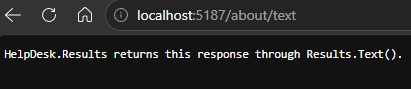 localhost:5187/about/text
HelpDesk.Results returns this response through Results.Text().